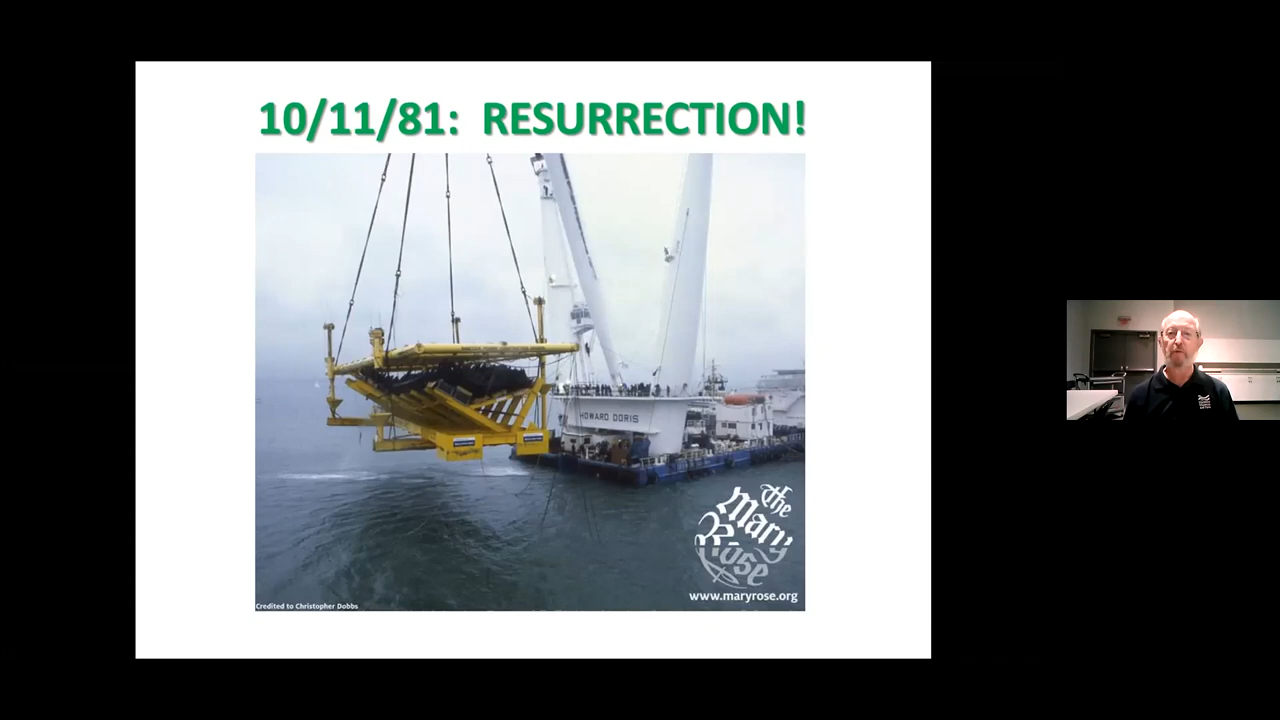 10/11/81: RESURRECTION!
HOWARD DORIS
the
Mary
Rose
www.maryrose.org
Credited to Christopher Dobbs